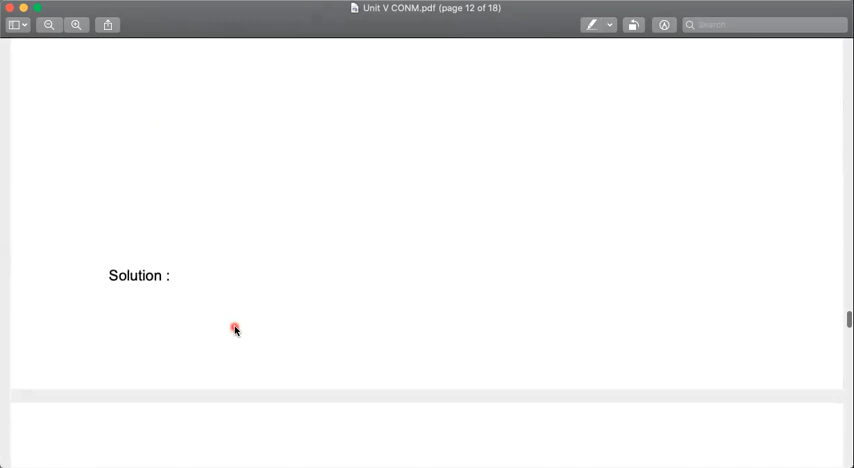 Unit V CONM.pdf (page 12 of 18)
Search
Solution :